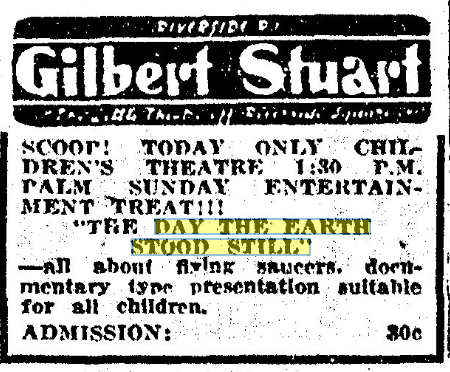 RIVERSIDE R.I.
Gilbert Stuart
SCOOP! TODAY ONLY CHIL-
DREN'S THEATRE 1:30 P.M.
PALM SUNDAY ENTERTAIN-
MENT TREAT!!!
"THE DAY THE EARTH
STOOD STILL"
—all about flying saucers, docu-
mentary type presentation suitable
for all children.
ADMISSION: 30c